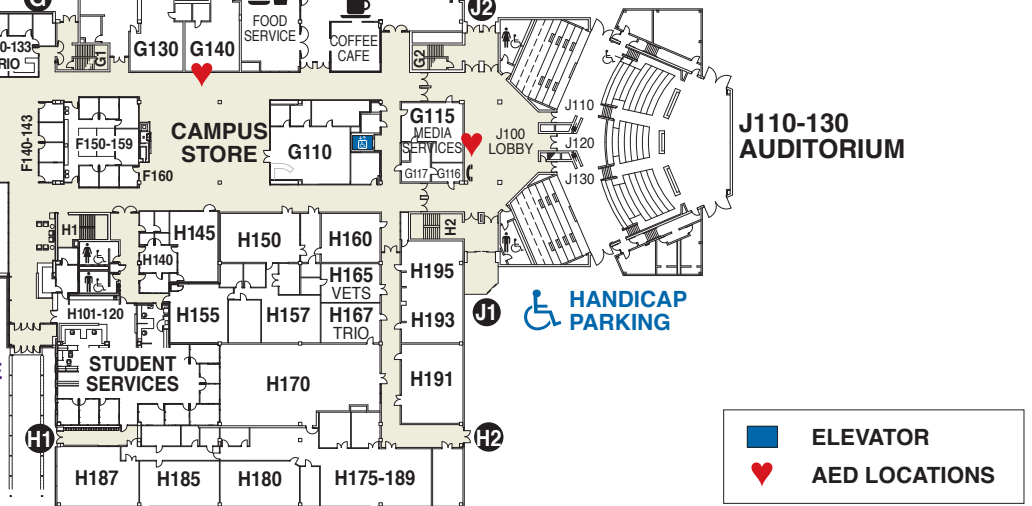 G
J2
0-133
RIO
G1
G130
G140
FOOD
SERVICE
COFFEE
CAFE
G2
F140-143
F150-159
F160
CAMPUS
STORE
G110
G115
MEDIA
SERVICES
G117
G116
J100
LOBBY
J110
J120
J130
J110-130
AUDITORIUM
H1
H140
H145
H150
H160
H2
H195
H165
VETS
H101-120
H155
H157
H167
TRIO
H193
J1
HANDICAP
PARKING
STUDENT
SERVICES
H170
H191
H1
H2
H187
H185
H180
H175-189
ELEVATOR
AED LOCATIONS